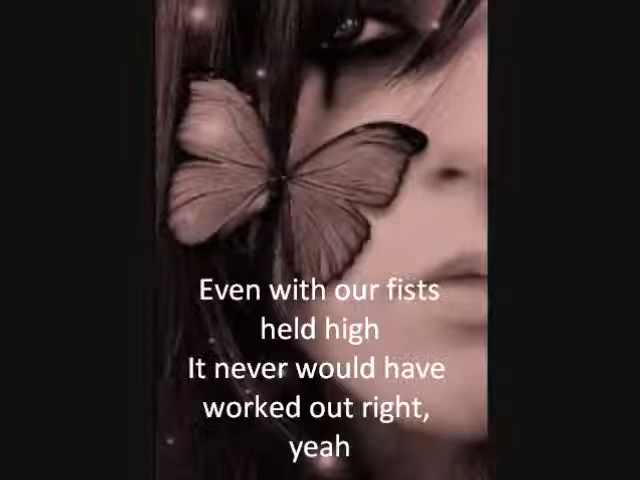 Even with our fists
held high
It never would have
worked out right,
yeah